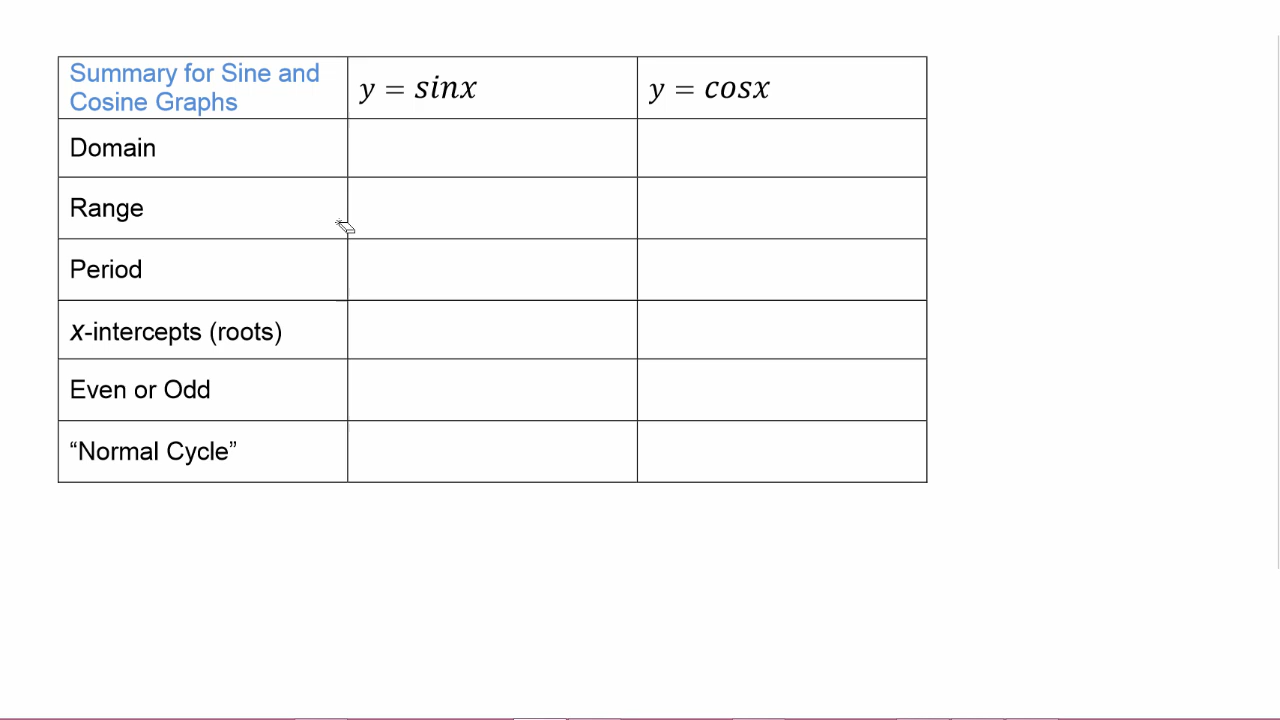 Summary for Sine and
Cosine Graphs
y = sinx
y = cosx
Domain
Range
Period
x-intercepts (roots)
Even or Odd
“Normal Cycle”